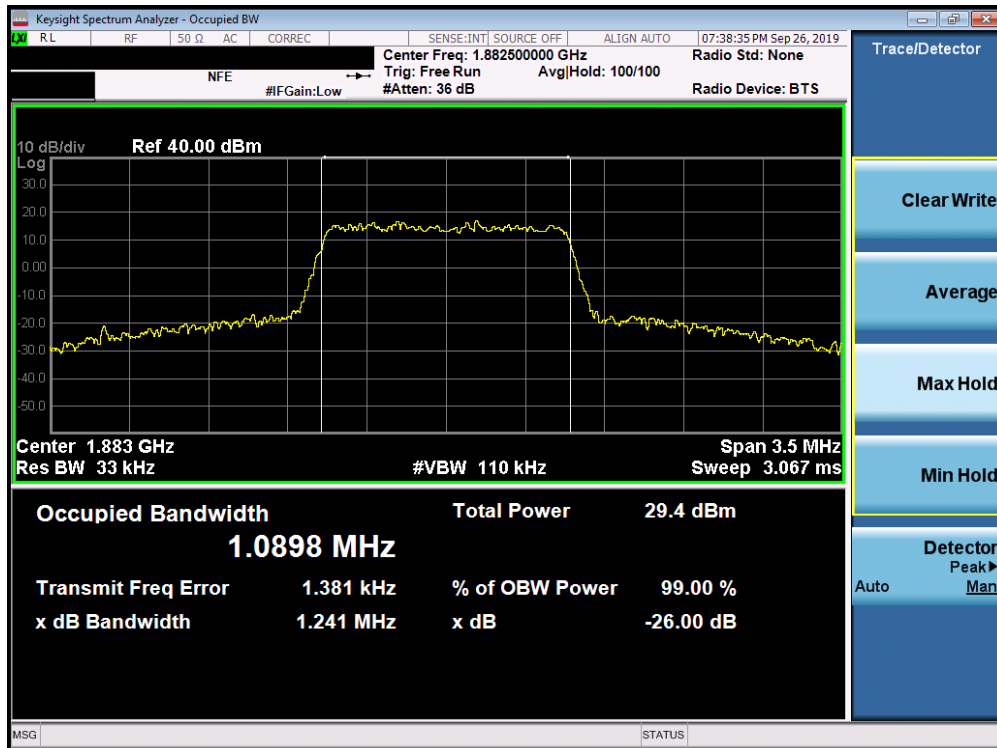 Keysight Spectrum Analyzer - Occupied BW
LXI RL RF 50 Ω AC CORREC SENSE:INT SOURCE OFF ALIGN AUTO 07:38:35 PM Sep 26, 2019
Center Freq: 1.882500000 GHz Radio Std: None
NFE Trig: Free Run Avg|Hold: 100/100
#IFGain:Low #Atten: 36 dB Radio Device: BTS
Trace/Detector
10 dB/div Ref 40.00 dBm
Log
30.0
20.0
10.0
0.00
-10.0
-20.0
-30.0
-40.0
-50.0
Center 1.883 GHz Span 3.5 MHz
Res BW 33 kHz #VBW 110 kHz Sweep 3.067 ms
Occupied Bandwidth Total Power 29.4 dBm
1.0898 MHz
Transmit Freq Error 1.381 kHz % of OBW Power 99.00 %
x dB Bandwidth 1.241 MHz x dB -26.00 dB
Clear Write
Average
Max Hold
Min Hold
Detector
Peak▶
Auto Man
MSG STATUS